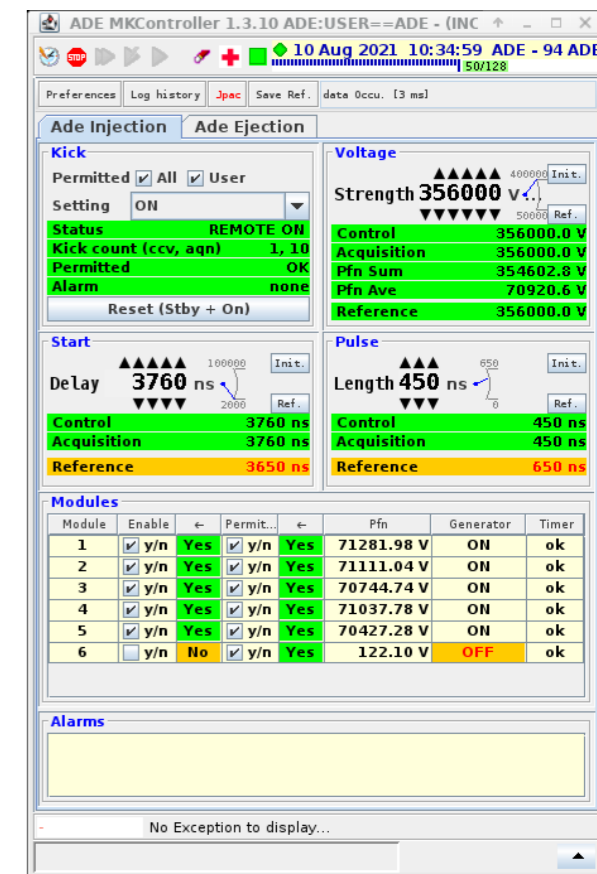 ADE MKController 1.3.10 ADE:USER==ADE - (INC
STOP 10 Aug 2021 10:34:59 ADE - 94 ADE
50/128
Preferences Log history Jpac Save Ref. data Occu. [3 ms]
Ade Injection Ade Ejection
Kick
Permitted All User
Setting ON
Status REMOTE ON
Kick count (ccv, aqn) 1, 10
Permitted OK
Alarm none
Reset (Stby + On)
Voltage
400000 Init.
Strength 356000 V
50000 Ref.
Control 356000.0 V
Acquisition 356000.0 V
Pfn Sum 354602.8 V
Pfn Ave 70920.6 V
Reference 356000.0 V
Start
100000 Init.
Delay 3760 ns
2000 Ref.
Control 3760 ns
Acquisition 3760 ns
Reference 3650 ns
Pulse
650 Init.
Length 450 ns
0 Ref.
Control 450 ns
Acquisition 450 ns
Reference 650 ns
Modules
Module Enable ← Permit... ← Pfn Generator Timer
1 y/n Yes y/n Yes 71281.98 V ON ok
2 y/n Yes y/n Yes 71111.04 V ON ok
3 y/n Yes y/n Yes 70744.74 V ON ok
4 y/n Yes y/n Yes 71037.78 V ON ok
5 y/n Yes y/n Yes 70427.28 V ON ok
6 y/n No y/n Yes 122.10 V OFF ok
Alarms
- No Exception to display...